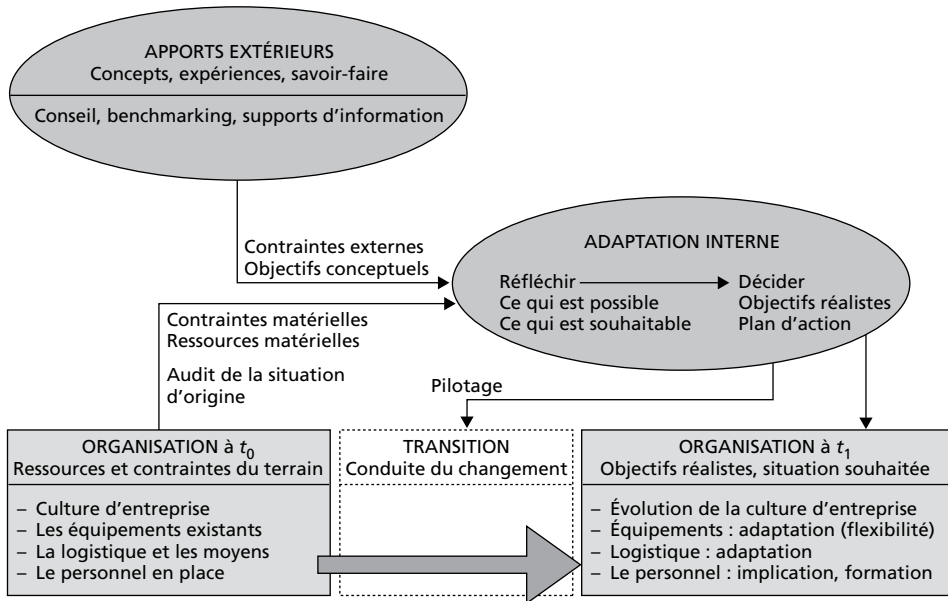 APPORTS EXTÉRIEURS
Concepts, expériences, savoir-faire
Conseil, benchmarking, supports d’information
Contraintes externes
Objectifs conceptuels
ADAPTATION INTERNE
Réfléchir
Ce qui est possible
Ce qui est souhaitable
Décider
Objectifs réalistes
Plan d’action
Contraintes matérielles
Ressources matérielles
Audit de la situation
d’origine
Pilotage
ORGANISATION à t0
Ressources et contraintes du terrain
– Culture d’entreprise
– Les équipements existants
– La logistique et les moyens
– Le personnel en place
TRANSITION
Conduite du changement
ORGANISATION à t1
Objectifs réalistes, situation souhaitée
– Évolution de la culture d’entreprise
– Équipements : adaptation (flexibilité)
– Logistique : adaptation
– Le personnel : implication, formation